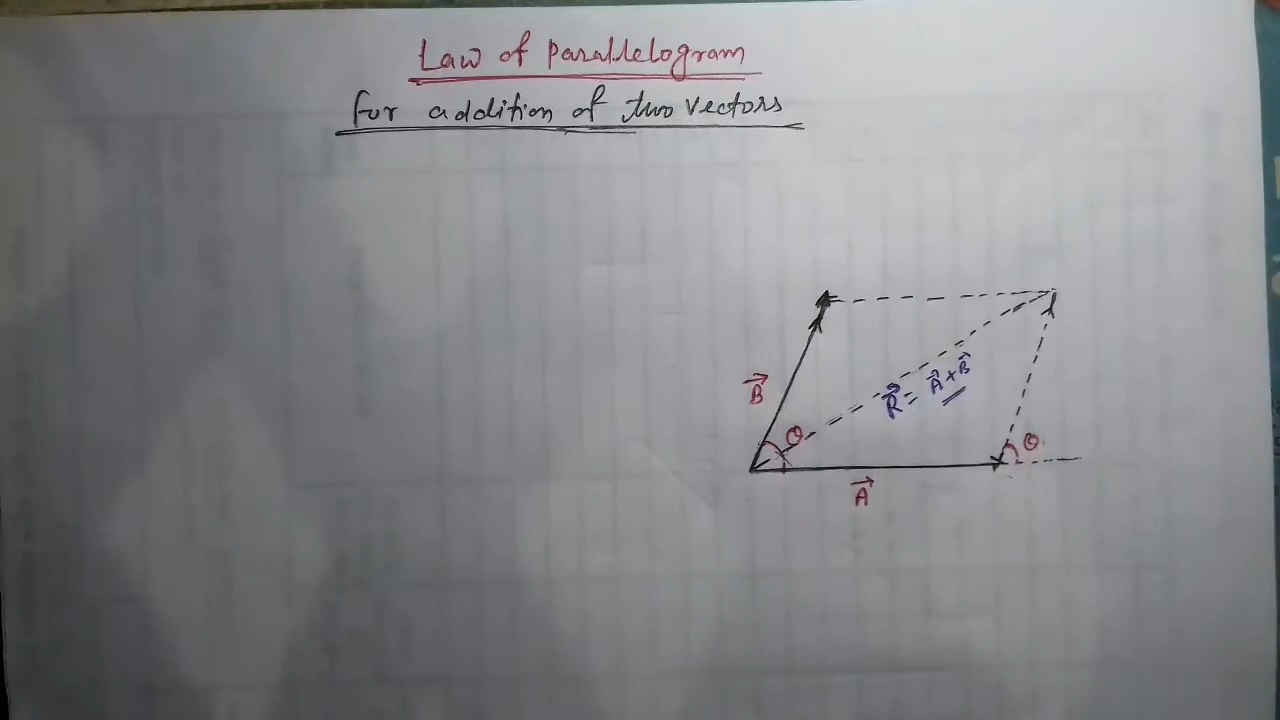 Law of Parallelogram
for addition of two vectors
B⃗
θ
R⃗ = A⃗ + B⃗
θ
A⃗